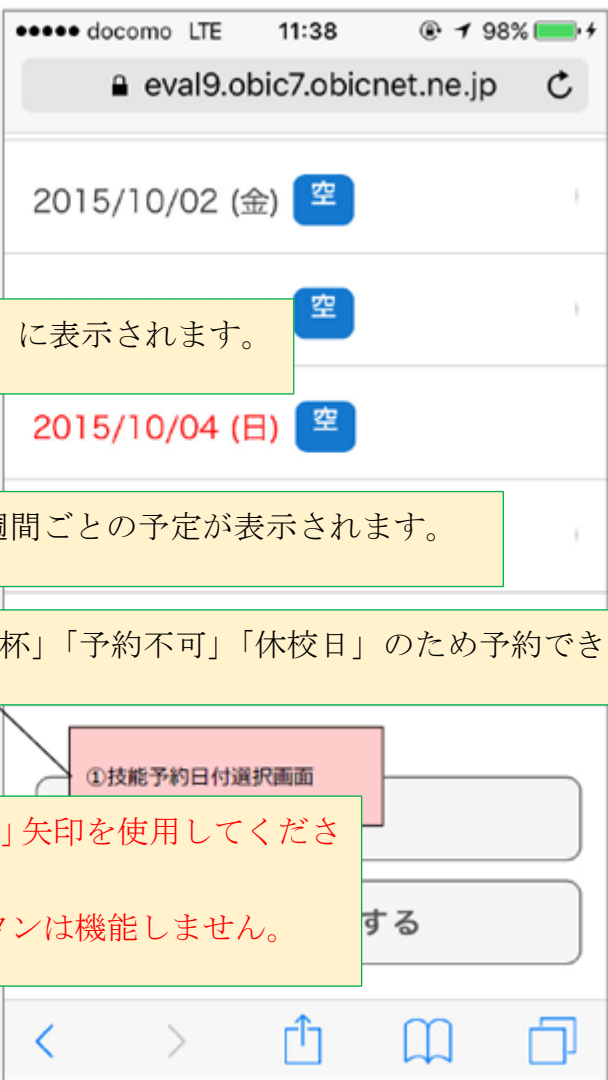 docomo LTE 11:38 98%
eval9.obic7.obicnet.ne.jp
2015/10/02 (金) 空
空
に表示されます。
2015/10/04 (日) 空
週間ごとの予定が表示されます。
杯」「予約不可」「休校日」のため予約でき
①技能予約日付選択画面
」矢印を使用してくださ
タンは機能しません。
する